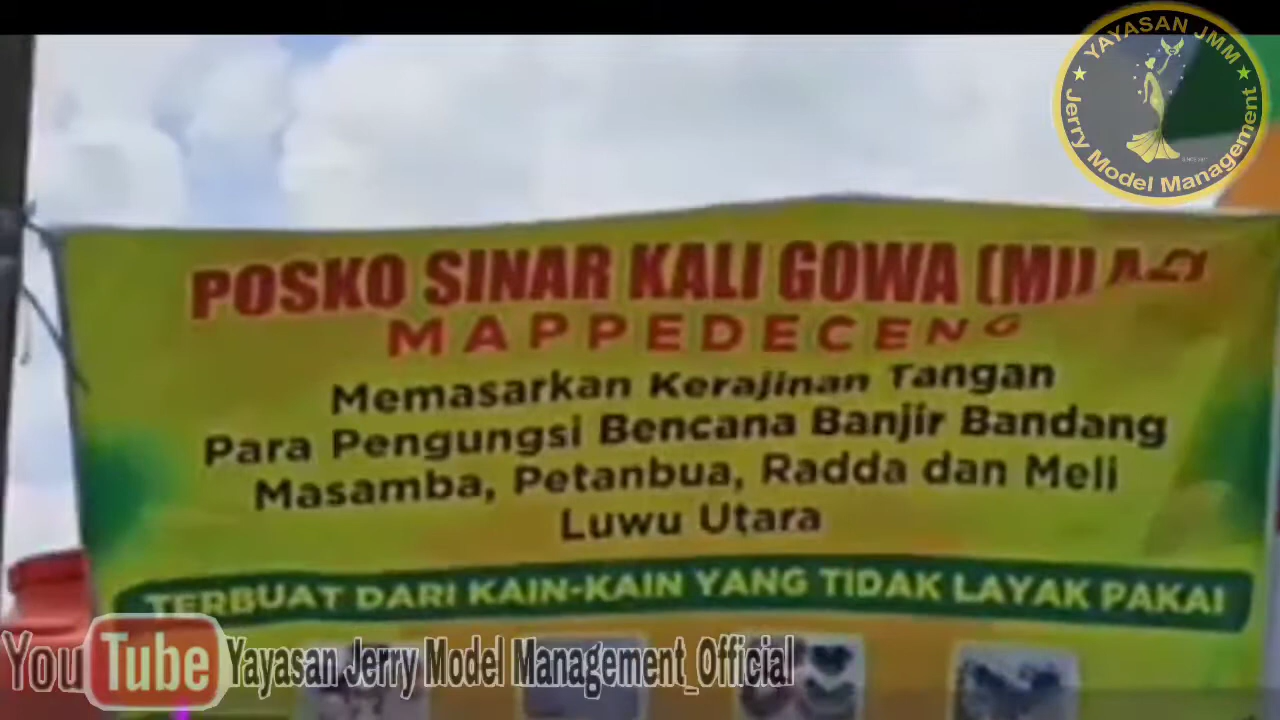 YAYASAN JMM
Jerry Model Management
POSKO SINAR KALI GOWA
MAPPEDECENG
Memasarkan Kerajinan Tangan
Para Pengungsi Bencana Banjir Bandang
Masamba, Petanbua, Radda dan Meli
Luwu Utara
TERBUAT DARI KAIN-KAIN YANG TIDAK LAYAK PAKAI
YouTube Yayasan Jerry Model Management_Official